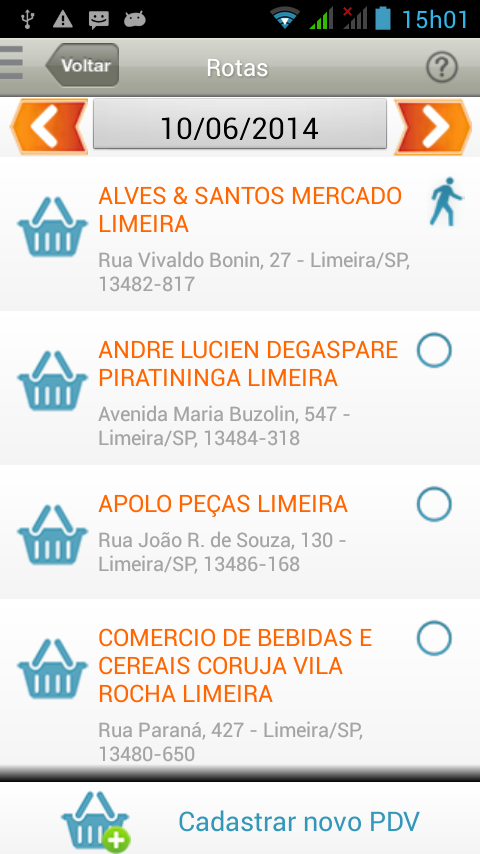 15h01
Voltar
Rotas
?
10/06/2014
ALVES & SANTOS MERCADO
LIMEIRA
Rua Vivaldo Bonin, 27 - Limeira/SP,
13482-817
ANDRE LUCIEN DEGASPARE
PIRATININGA LIMEIRA
Avenida Maria Buzolin, 547 -
Limeira/SP, 13484-318
APOLO PEÇAS LIMEIRA
Rua João R. de Souza, 130 -
Limeira/SP, 13486-168
COMERCIO DE BEBIDAS E
CEREAIS CORUJA VILA
ROCHA LIMEIRA
Rua Paraná, 427 - Limeira/SP,
13480-650
Cadastrar novo PDV